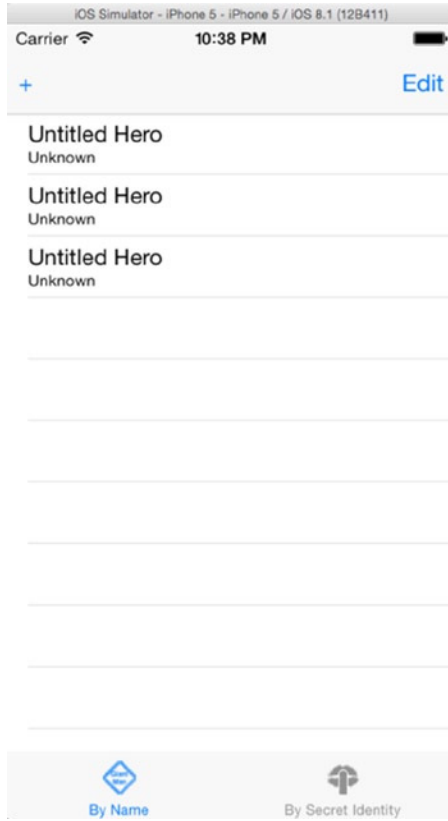 iOS Simulator - iPhone 5 - iPhone 5 / iOS 8.1 (12B411)
Carrier 10:38 PM
+ Edit
Untitled Hero
Unknown
Untitled Hero
Unknown
Untitled Hero
Unknown
By Name By Secret Identity